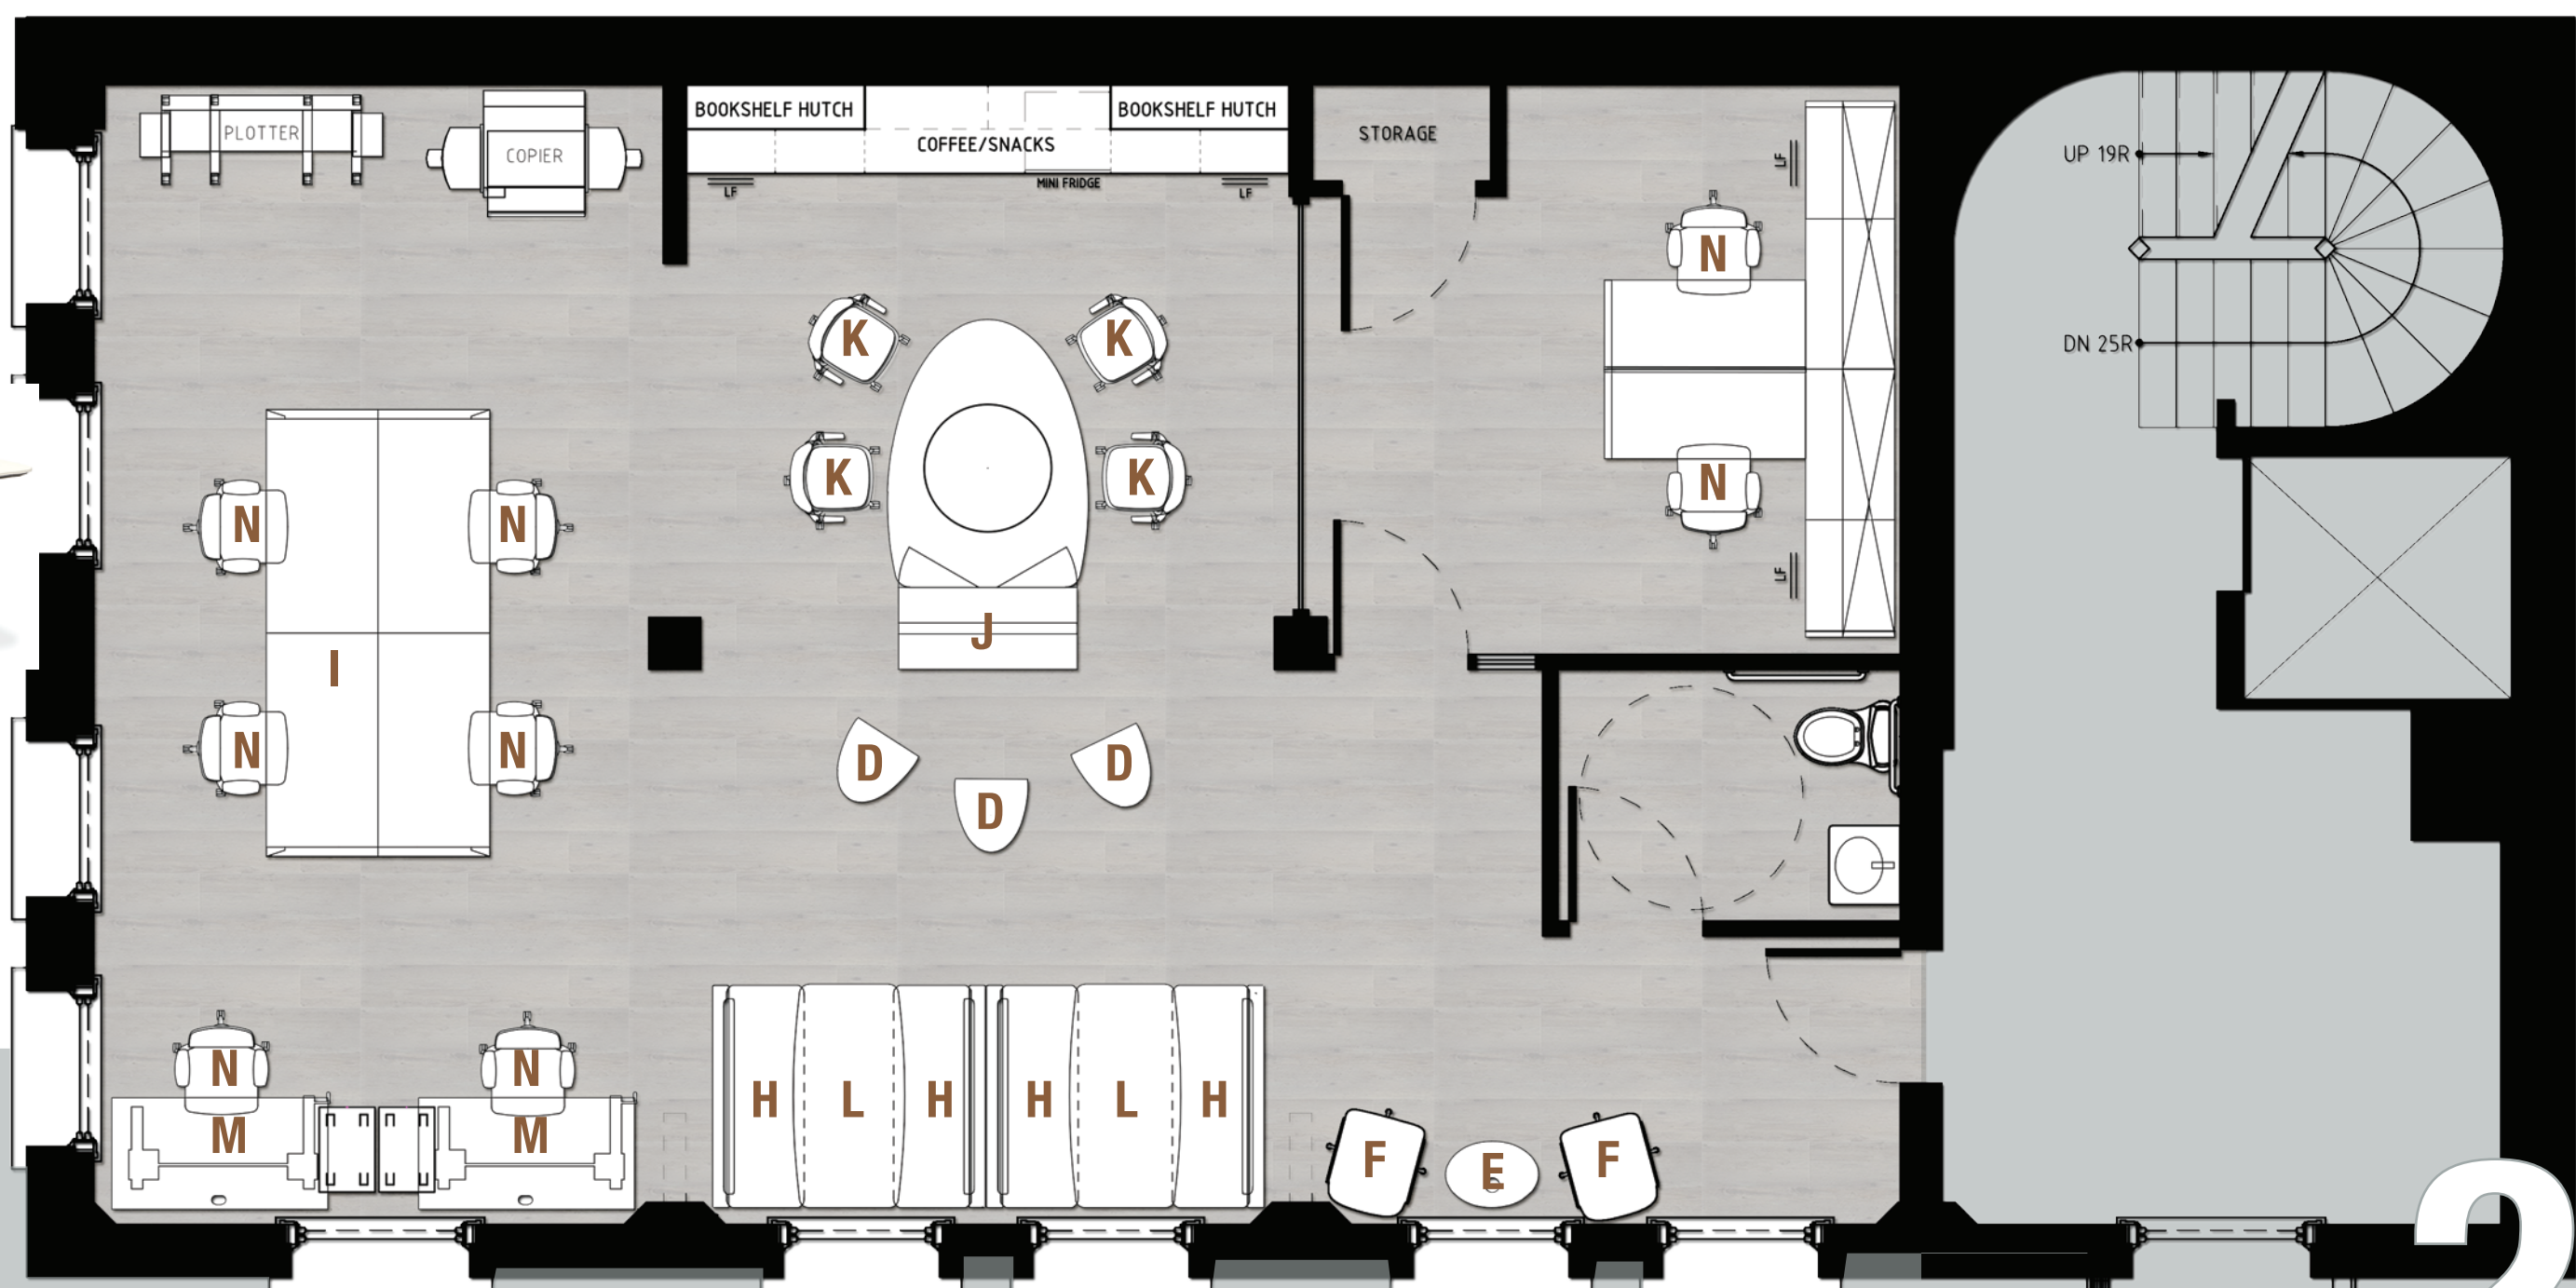 PLOTTER
COPIER
BOOKSHELF HUTCH
COFFEE/SNACKS
BOOKSHELF HUTCH
LF
MINI FRIDGE
LF
STORAGE
LF
UP 19R
DN 25R
N
K K
K K
N
N N
LF
J
I
N N
D D
D
N N
M M
H L H H L H
F E F
2